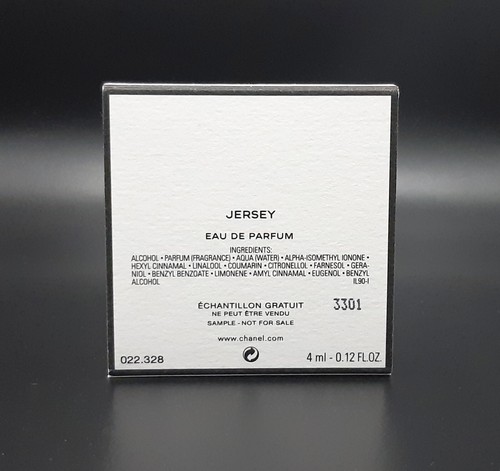 JERSEY
EAU DE PARFUM
INGREDIENTS:
ALCOHOL • PARFUM (FRAGRANCE) • AQUA (WATER) • ALPHA-ISOMETHYL IONONE •
HEXYL CINNAMAL • LINALOOL • COUMARIN • CITRONELLOL • FARNESOL • GERA-
NIOL • BENZYL BENZOATE • LIMONENE • AMYL CINNAMAL • EUGENOL • BENZYL
ALCOHOL IL90-I
ÉCHANTILLON GRATUIT 3301
NE PEUT ÊTRE VENDU
SAMPLE - NOT FOR SALE
www.chanel.com
022.328 4 ml - 0.12 FL.OZ.